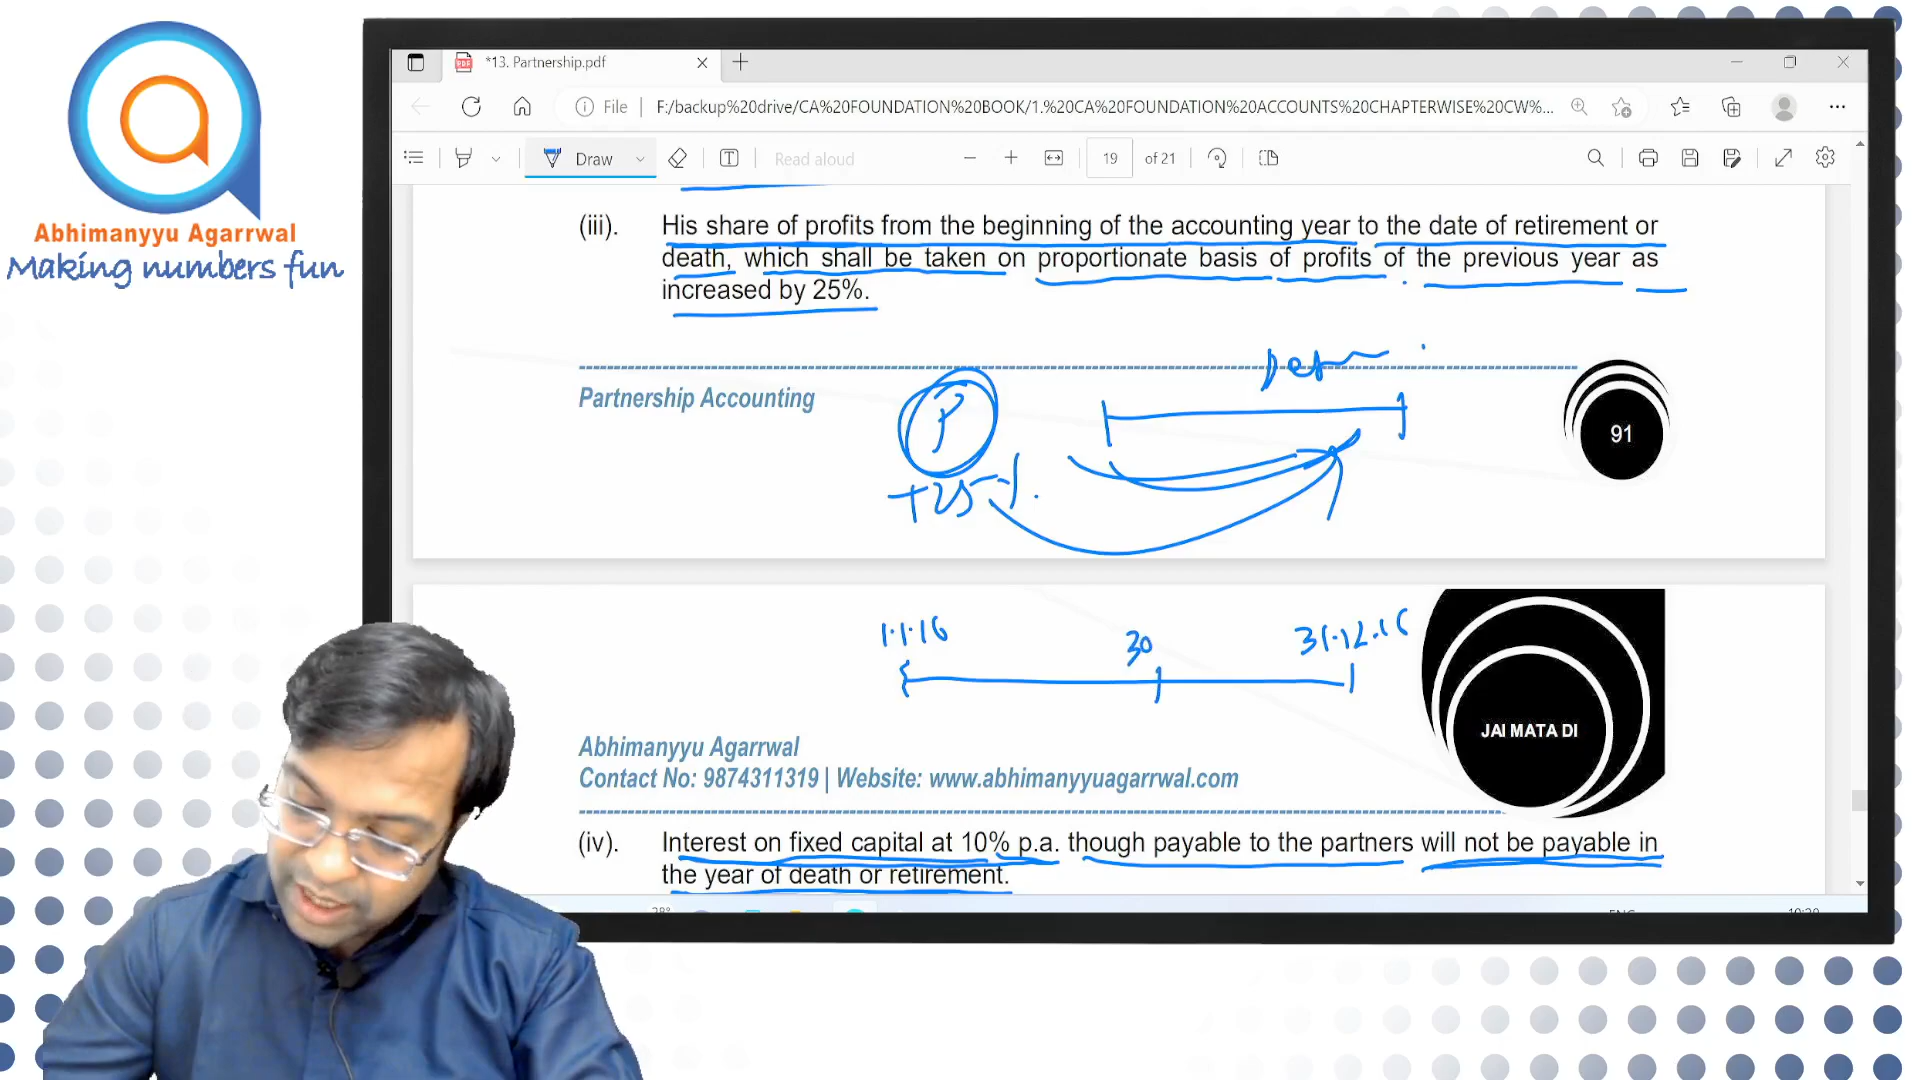 Abhimanyyu Agarrwal
Making numbers fun
*13. Partnership.pdf
File
F:/backup%20drive/CA%20FOUNDATION%20BOOK/1.%20CA%20FOUNDATION%20ACCOUNTS%20CHAPTERWISE%20CW%...
Draw
Read aloud
19 of 21
(iii). His share of profits from the beginning of the accounting year to the date of retirement or
death, which shall be taken on proportionate basis of profits of the previous year as
increased by 25%.
Partnership Accounting
P
+25%
91
1.1.16
30
31.12.16
JAI MATA DI
Abhimanyyu Agarrwal
Contact No: 9874311319 | Website: www.abhimanyyuagarrwal.com
(iv). Interest on fixed capital at 10% p.a. though payable to the partners will not be payable in
the year of death or retirement.